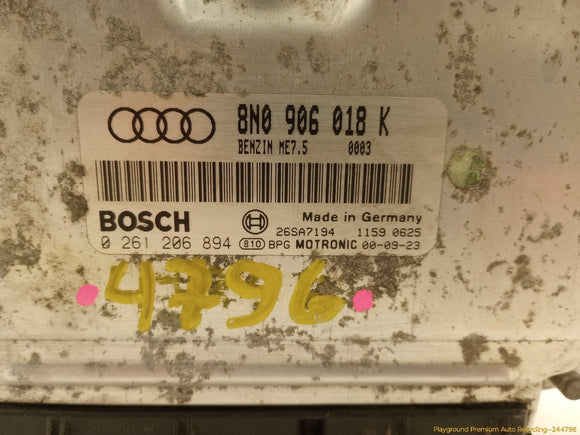 8N0 906 018 K
BENZIN ME7.5 0003
BOSCH
Made in Germany
26SA7194 1159 0625
0 261 206 894 810 BPG MOTRONIC 00-09-23
4796
Playground Premium Auto Recycling--244796